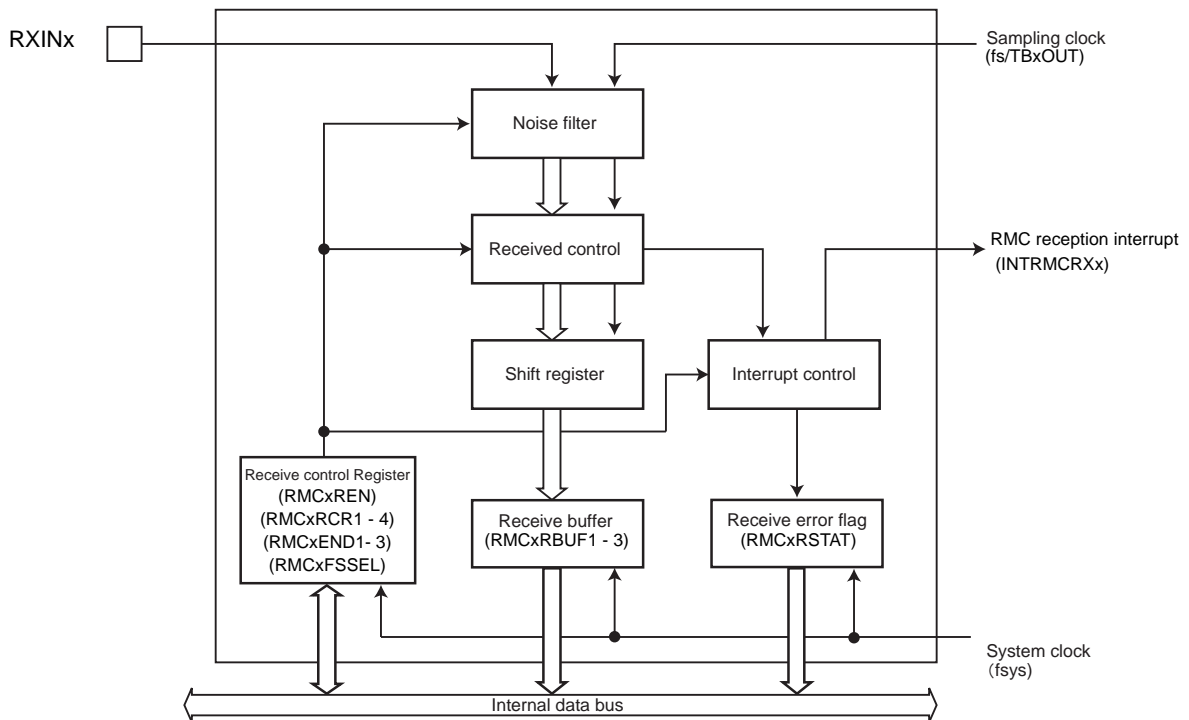 RXINx
Sampling clock
(fs/TBxOUT)
Noise filter
Received control
RMC reception interrupt
(INTRMCRXx)
Shift register
Interrupt control
Receive control Register
(RMCxREN)
(RMCxRCR1 - 4)
(RMCxEND1- 3)
(RMCxFSSEL)
Receive buffer
(RMCxRBUF1 - 3)
Receive error flag
(RMCxRSTAT)
System clock
(fsys)
Internal data bus